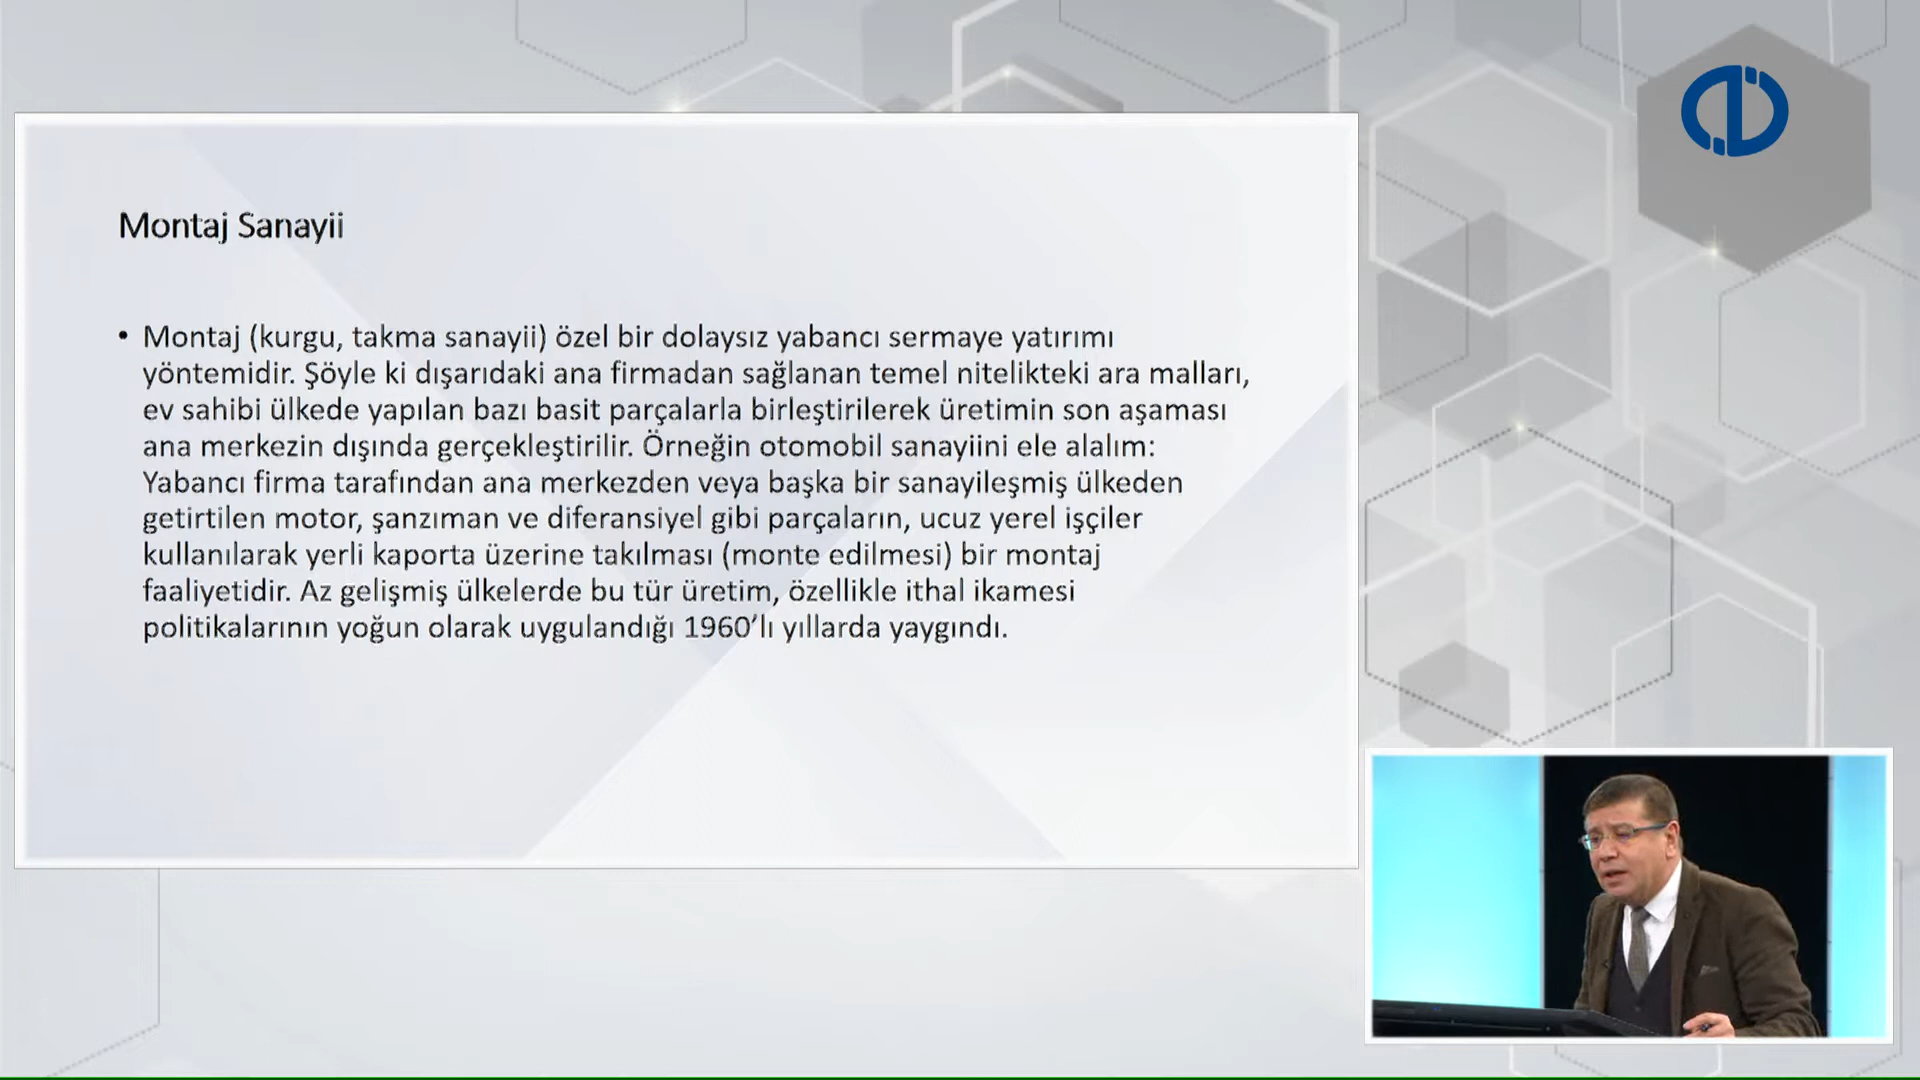 Montaj Sanayii
• Montaj (kurgu, takma sanayii) özel bir dolaysız yabancı sermaye yatırımı
yöntemidir. Şöyle ki dışarıdaki ana firmadan sağlanan temel nitelikteki ara malları,
ev sahibi ülkede yapılan bazı basit parçalarla birleştirilerek üretimin son aşaması
ana merkezin dışında gerçekleştirilir. Örneğin otomobil sanayiini ele alalım:
Yabancı firma tarafından ana merkezden veya başka bir sanayileşmiş ülkeden
getirtilen motor, şanzıman ve diferansiyel gibi parçaların, ucuz yerel işçiler
kullanılarak yerli kaporta üzerine takılması (monte edilmesi) bir montaj
faaliyetidir. Az gelişmiş ülkelerde bu tür üretim, özellikle ithal ikamesi
politikalarının yoğun olarak uygulandığı 1960’lı yıllarda yaygındı.